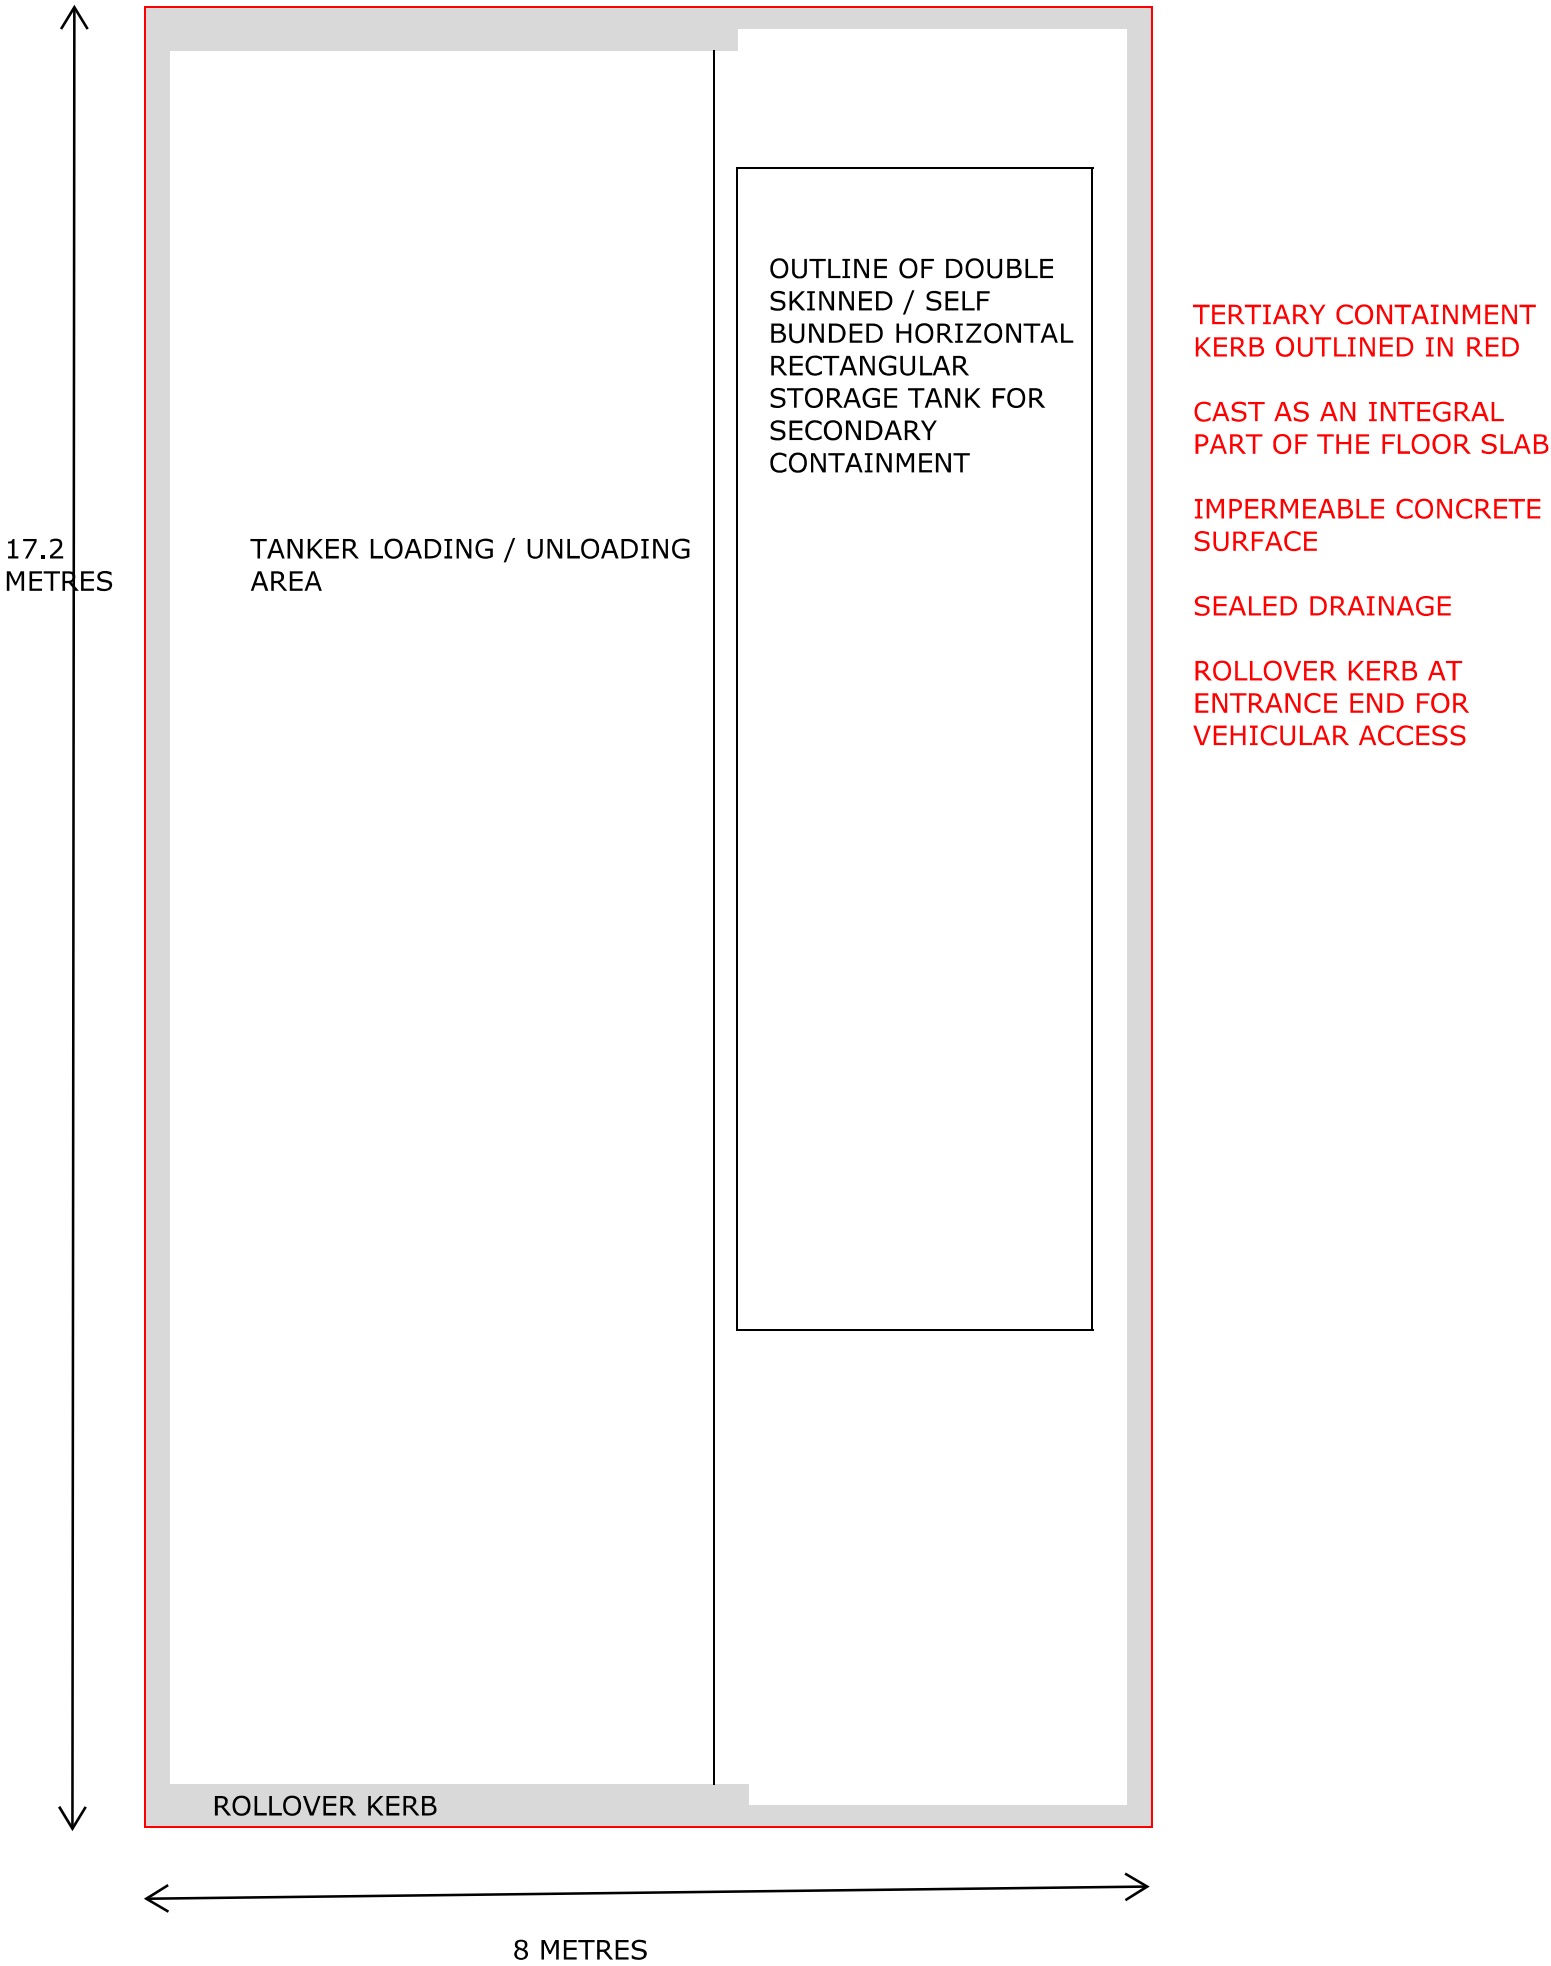 OUTLINE OF DOUBLE
SKINNED / SELF
BUNDED HORIZONTAL
RECTANGULAR
STORAGE TANK FOR
SECONDARY
CONTAINMENT
TERTIARY CONTAINMENT
KERB OUTLINED IN RED
CAST AS AN INTEGRAL
PART OF THE FLOOR SLAB
IMPERMEABLE CONCRETE
SURFACE
SEALED DRAINAGE
ROLLOVER KERB AT
ENTRANCE END FOR
VEHICULAR ACCESS
17.2
METRES
TANKER LOADING / UNLOADING
AREA
ROLLOVER KERB
8 METRES